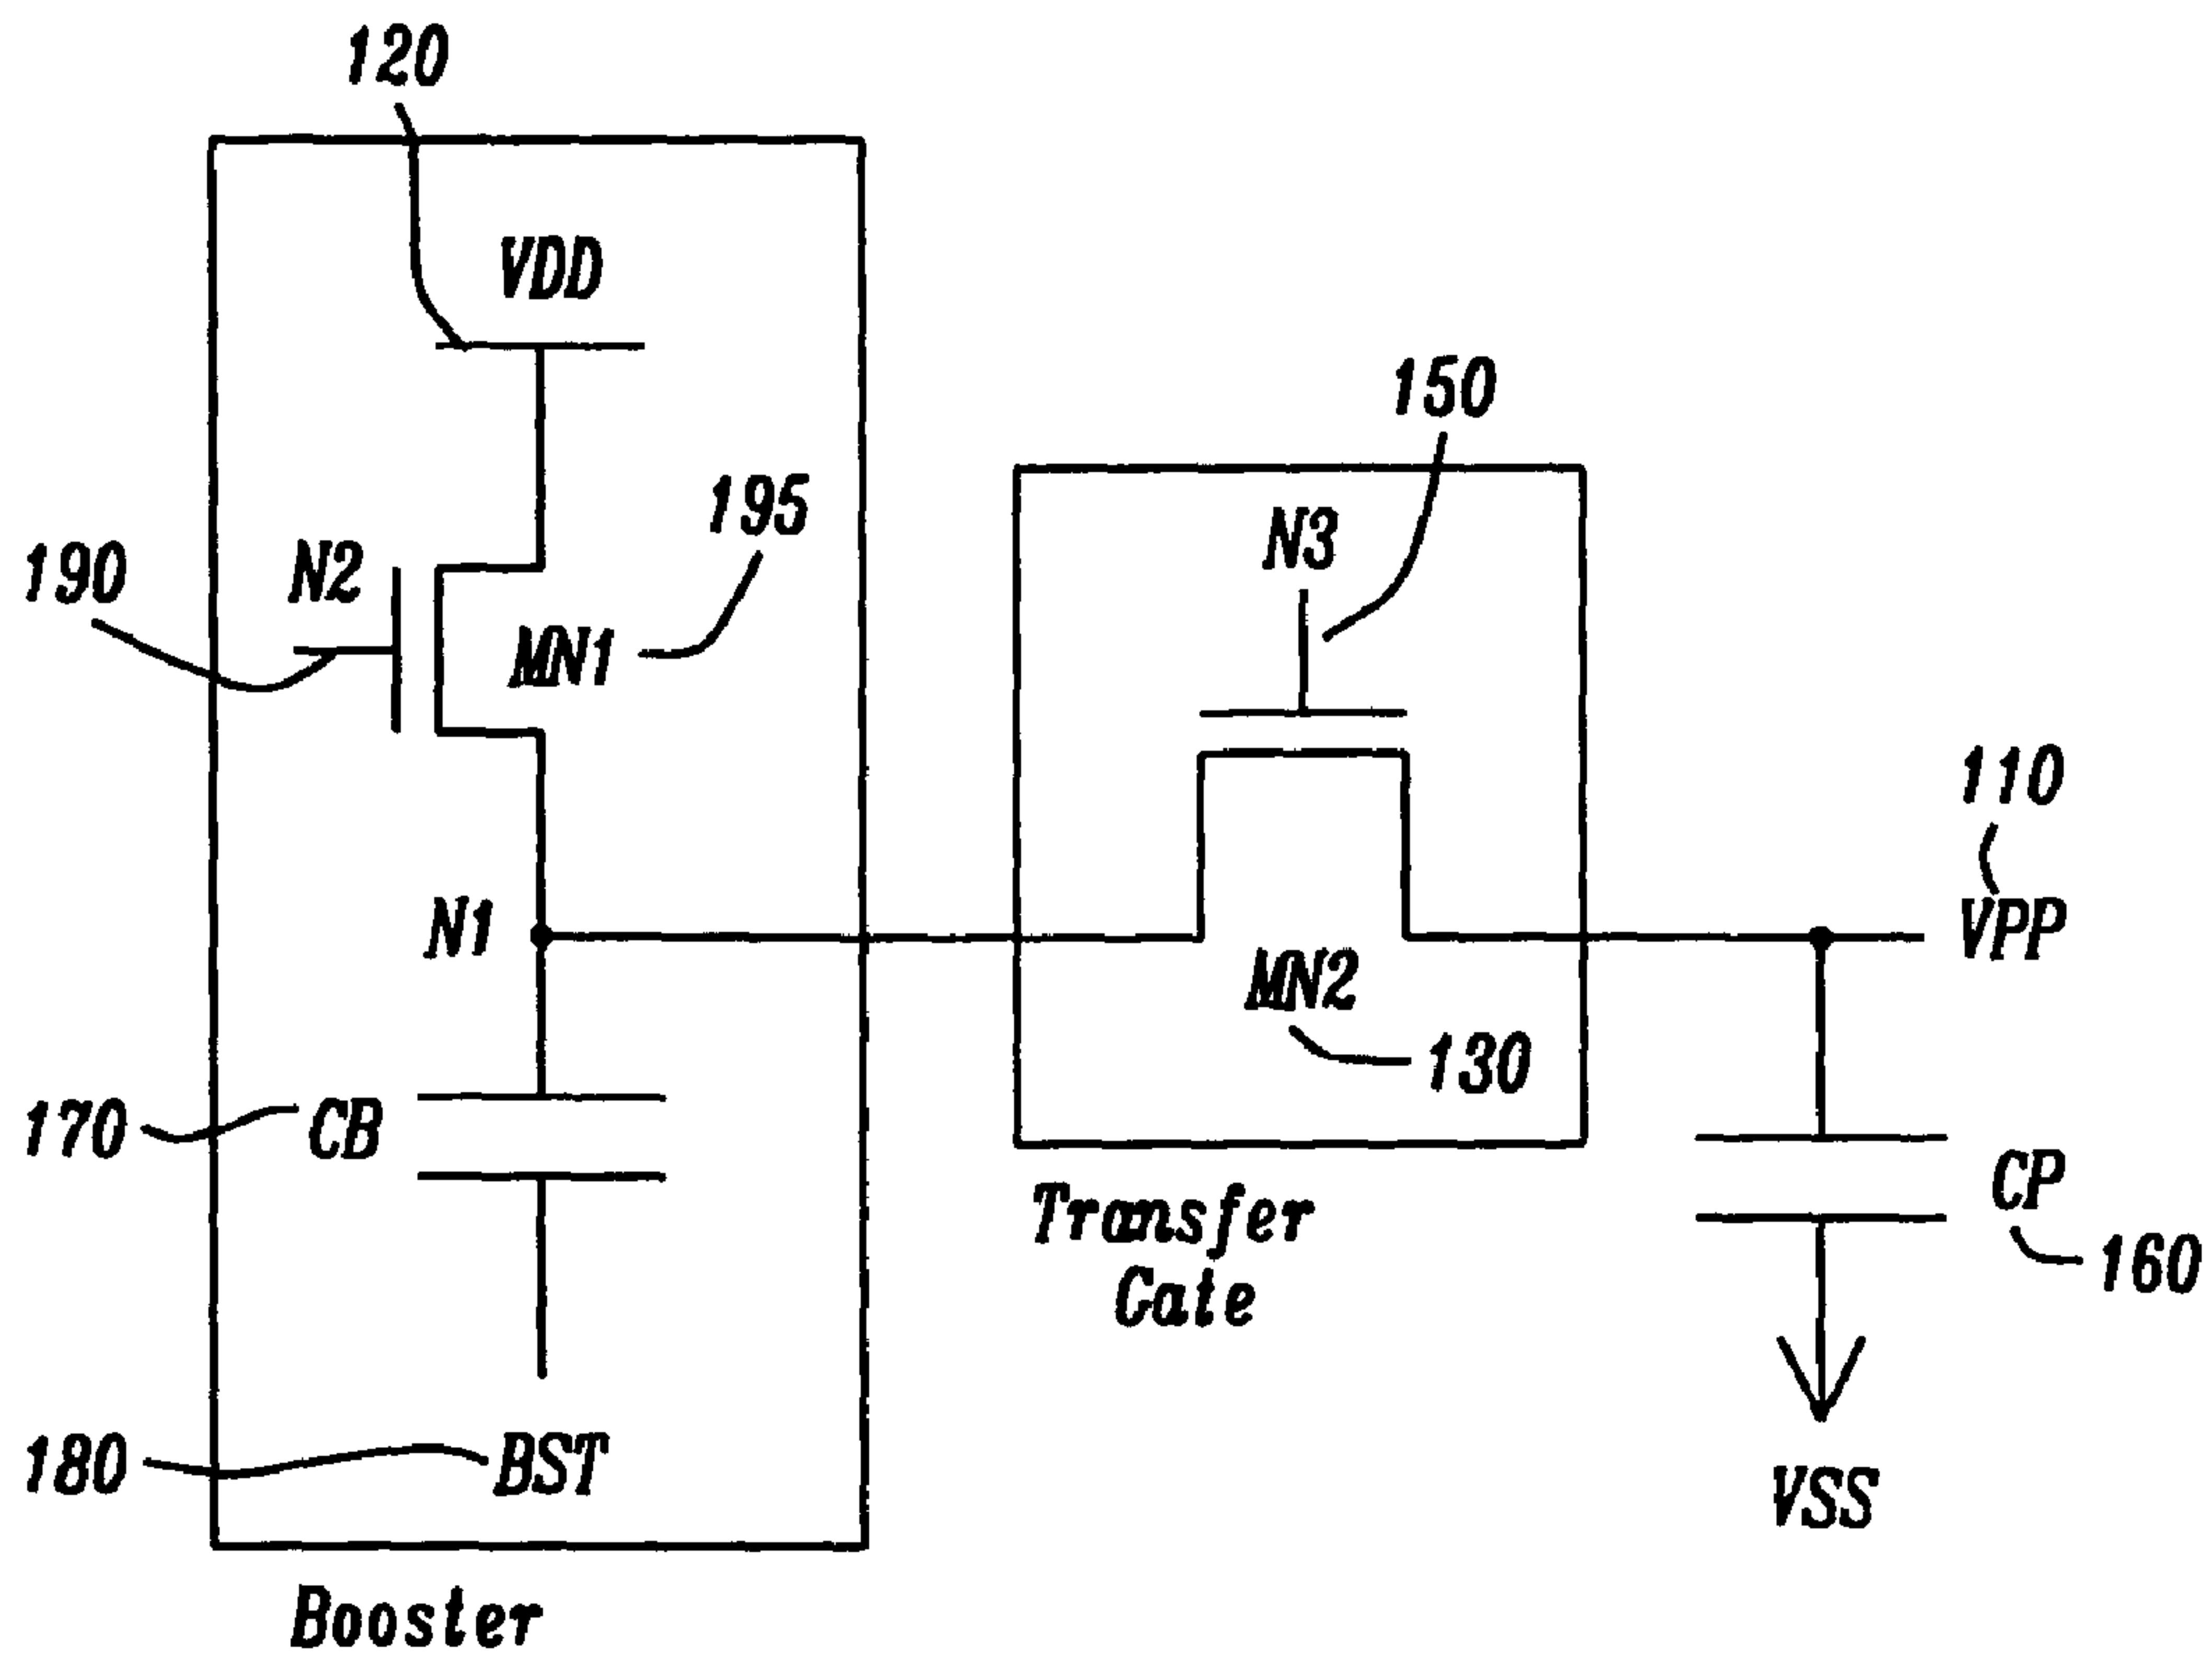 120
VDD
150
195
N3
190
N2
MN1
110
N1
VPP
MN2
130
170
CB
CP
160
Transfer
Gate
180
BST
VSS
Booster